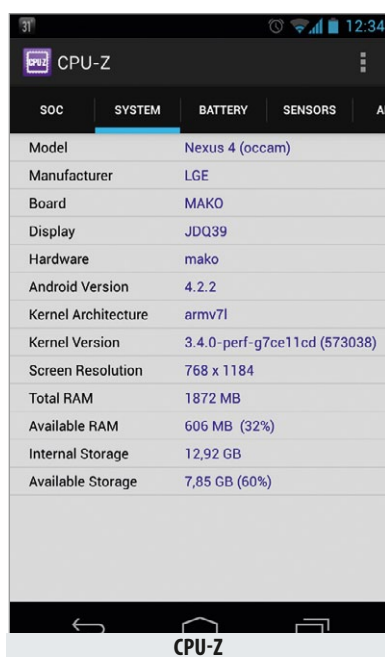 31
12:34
CPU-Z
SOC SYSTEM BATTERY SENSORS
Model Nexus 4 (occam)
Manufacturer LGE
Board MAKO
Display JDQ39
Hardware mako
Android Version 4.2.2
Kernel Architecture armv7l
Kernel Version 3.4.0-perf-g7ce11cd (573038)
Screen Resolution 768 x 1184
Total RAM 1872 MB
Available RAM 606 MB (32%)
Internal Storage 12,92 GB
Available Storage 7,85 GB (60%)
CPU-Z